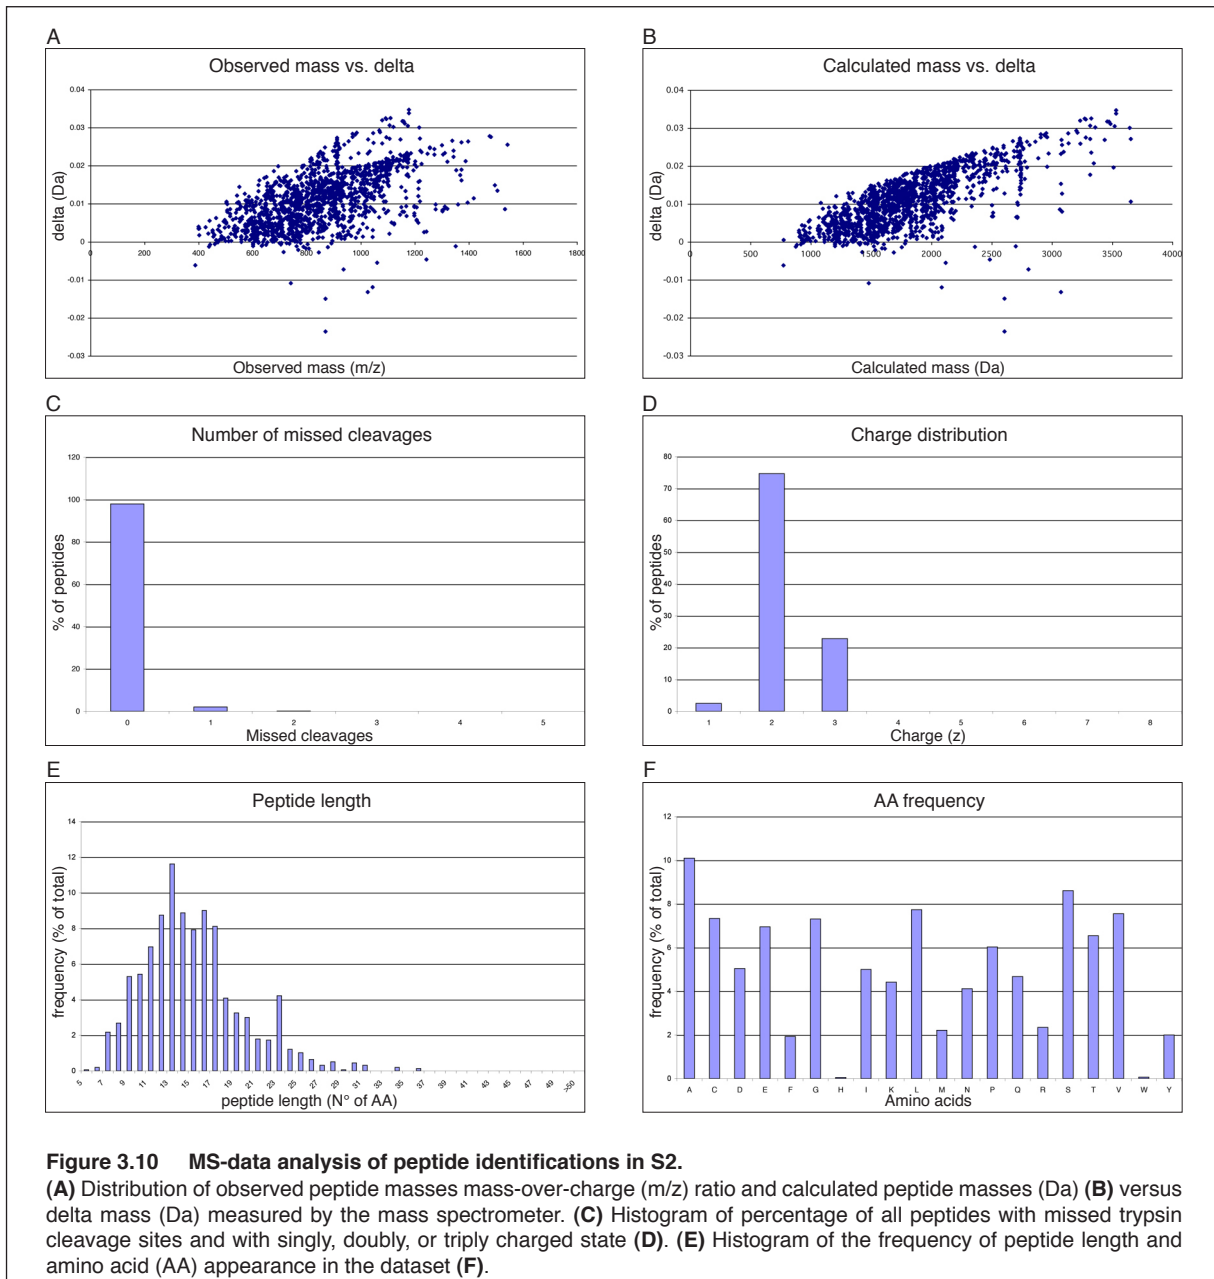 A
Observed mass vs. delta
0.04
0.03
0.02
0.01
0
-0.01
-0.02
-0.03
0 200 400 600 800 1000 1200 1400 1600 1800
delta (Da)
Observed mass (m/z)
B
Calculated mass vs. delta
0.04
0.03
0.02
0.01
0
-0.01
-0.02
-0.03
0 500 1000 1500 2000 2500 3000 3500 4000
delta (Da)
Calculated mass (Da)
C
Number of missed cleavages
120
100
80
60
40
20
0
0 1 2 3 4 5
% of peptides
Missed cleavages
D
Charge distribution
80
70
60
50
40
30
20
10
0
1 2 3 4 5 6 7 8
% of peptides
Charge (z)
E
Peptide length
14
12
10
8
6
4
2
0
5 7 9 11 13 15 17 19 21 23 25 27 29 31 33 35 37 39 41 43 45 47 49 >50
frequency (% of total)
peptide length (N° of AA)
F
AA frequency
12
10
8
6
4
2
0
A C D E F G H I K L M N P Q R S T V W Y
frequency (% of total)
Amino acids
Figure 3.10 MS-data analysis of peptide identifications in S2.
(A) Distribution of observed peptide masses mass-over-charge (m/z) ratio and calculated peptide masses (Da) (B) versus
delta mass (Da) measured by the mass spectrometer. (C) Histogram of percentage of all peptides with missed trypsin
cleavage sites and with singly, doubly, or triply charged state (D). (E) Histogram of the frequency of peptide length and
amino acid (AA) appearance in the dataset (F).